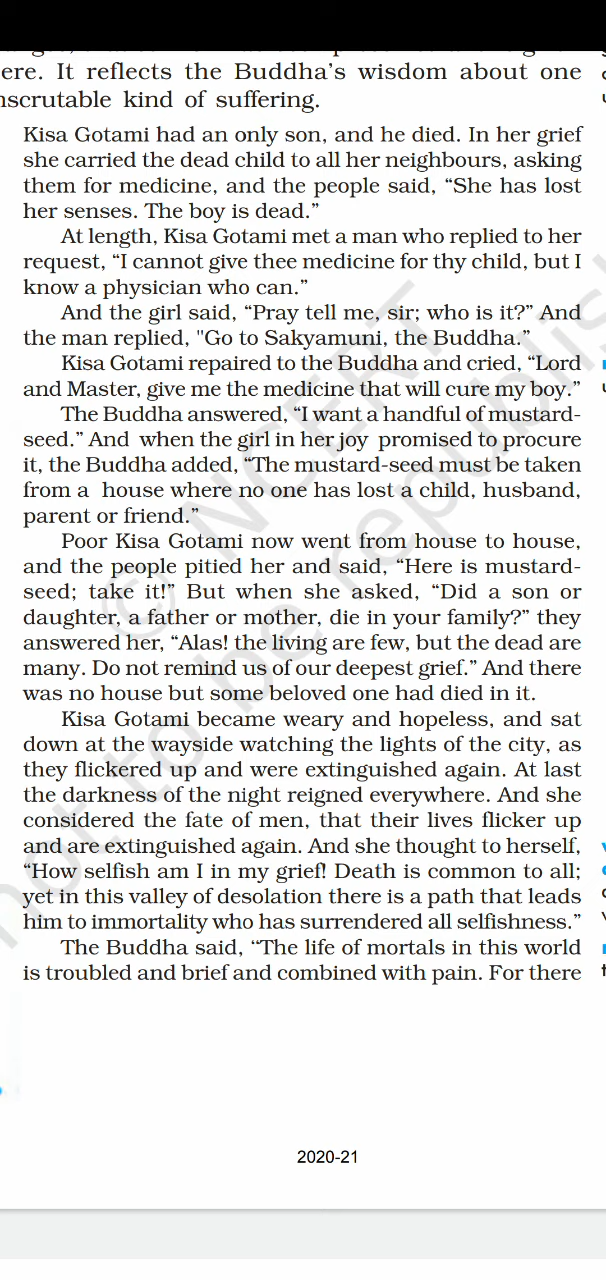 ere. It reflects the Buddha's wisdom about one
nscrutable kind of suffering.
Kisa Gotami had an only son, and he died. In her grief
she carried the dead child to all her neighbours, asking
them for medicine, and the people said, “She has lost
her senses. The boy is dead.”
At length, Kisa Gotami met a man who replied to her
request, “I cannot give thee medicine for thy child, but I
know a physician who can.”
And the girl said, “Pray tell me, sir; who is it?” And
the man replied, "Go to Sakyamuni, the Buddha.”
Kisa Gotami repaired to the Buddha and cried, “Lord
and Master, give me the medicine that will cure my boy.”
The Buddha answered, “I want a handful of mustard-
seed.” And when the girl in her joy promised to procure
it, the Buddha added, “The mustard-seed must be taken
from a house where no one has lost a child, husband,
parent or friend.”
Poor Kisa Gotami now went from house to house,
and the people pitied her and said, “Here is mustard-
seed; take it!” But when she asked, “Did a son or
daughter, a father or mother, die in your family?” they
answered her, “Alas! the living are few, but the dead are
many. Do not remind us of our deepest grief.” And there
was no house but some beloved one had died in it.
Kisa Gotami became weary and hopeless, and sat
down at the wayside watching the lights of the city, as
they flickered up and were extinguished again. At last
the darkness of the night reigned everywhere. And she
considered the fate of men, that their lives flicker up
and are extinguished again. And she thought to herself,
“How selfish am I in my grief! Death is common to all;
yet in this valley of desolation there is a path that leads
him to immortality who has surrendered all selfishness.”
The Buddha said, “The life of mortals in this world
is troubled and brief and combined with pain. For there
© NCERT
not to be republish
2020-21